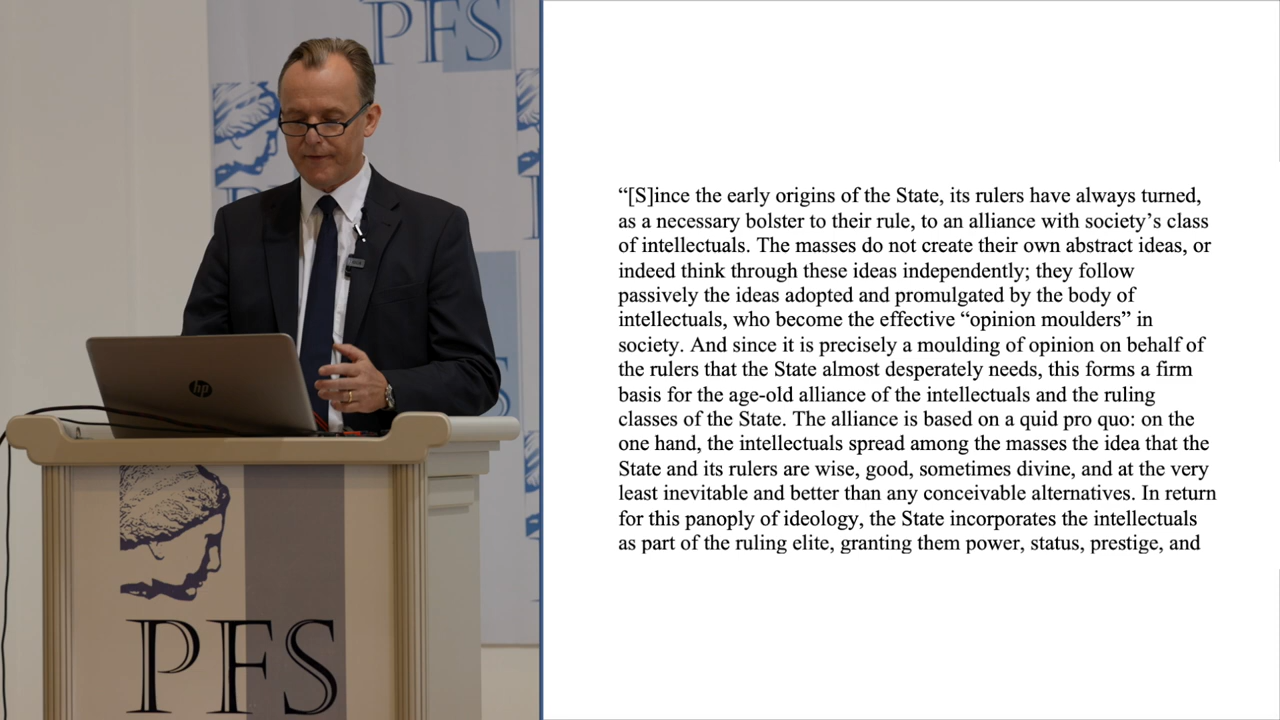 PFS
hp
PFS
“[S]ince the early origins of the State, its rulers have always turned,
as a necessary bolster to their rule, to an alliance with society’s class
of intellectuals. The masses do not create their own abstract ideas, or
indeed think through these ideas independently; they follow
passively the ideas adopted and promulgated by the body of
intellectuals, who become the effective “opinion moulders” in
society. And since it is precisely a moulding of opinion on behalf of
the rulers that the State almost desperately needs, this forms a firm
basis for the age-old alliance of the intellectuals and the ruling
classes of the State. The alliance is based on a quid pro quo: on the
one hand, the intellectuals spread among the masses the idea that the
State and its rulers are wise, good, sometimes divine, and at the very
least inevitable and better than any conceivable alternatives. In return
for this panoply of ideology, the State incorporates the intellectuals
as part of the ruling elite, granting them power, status, prestige, and